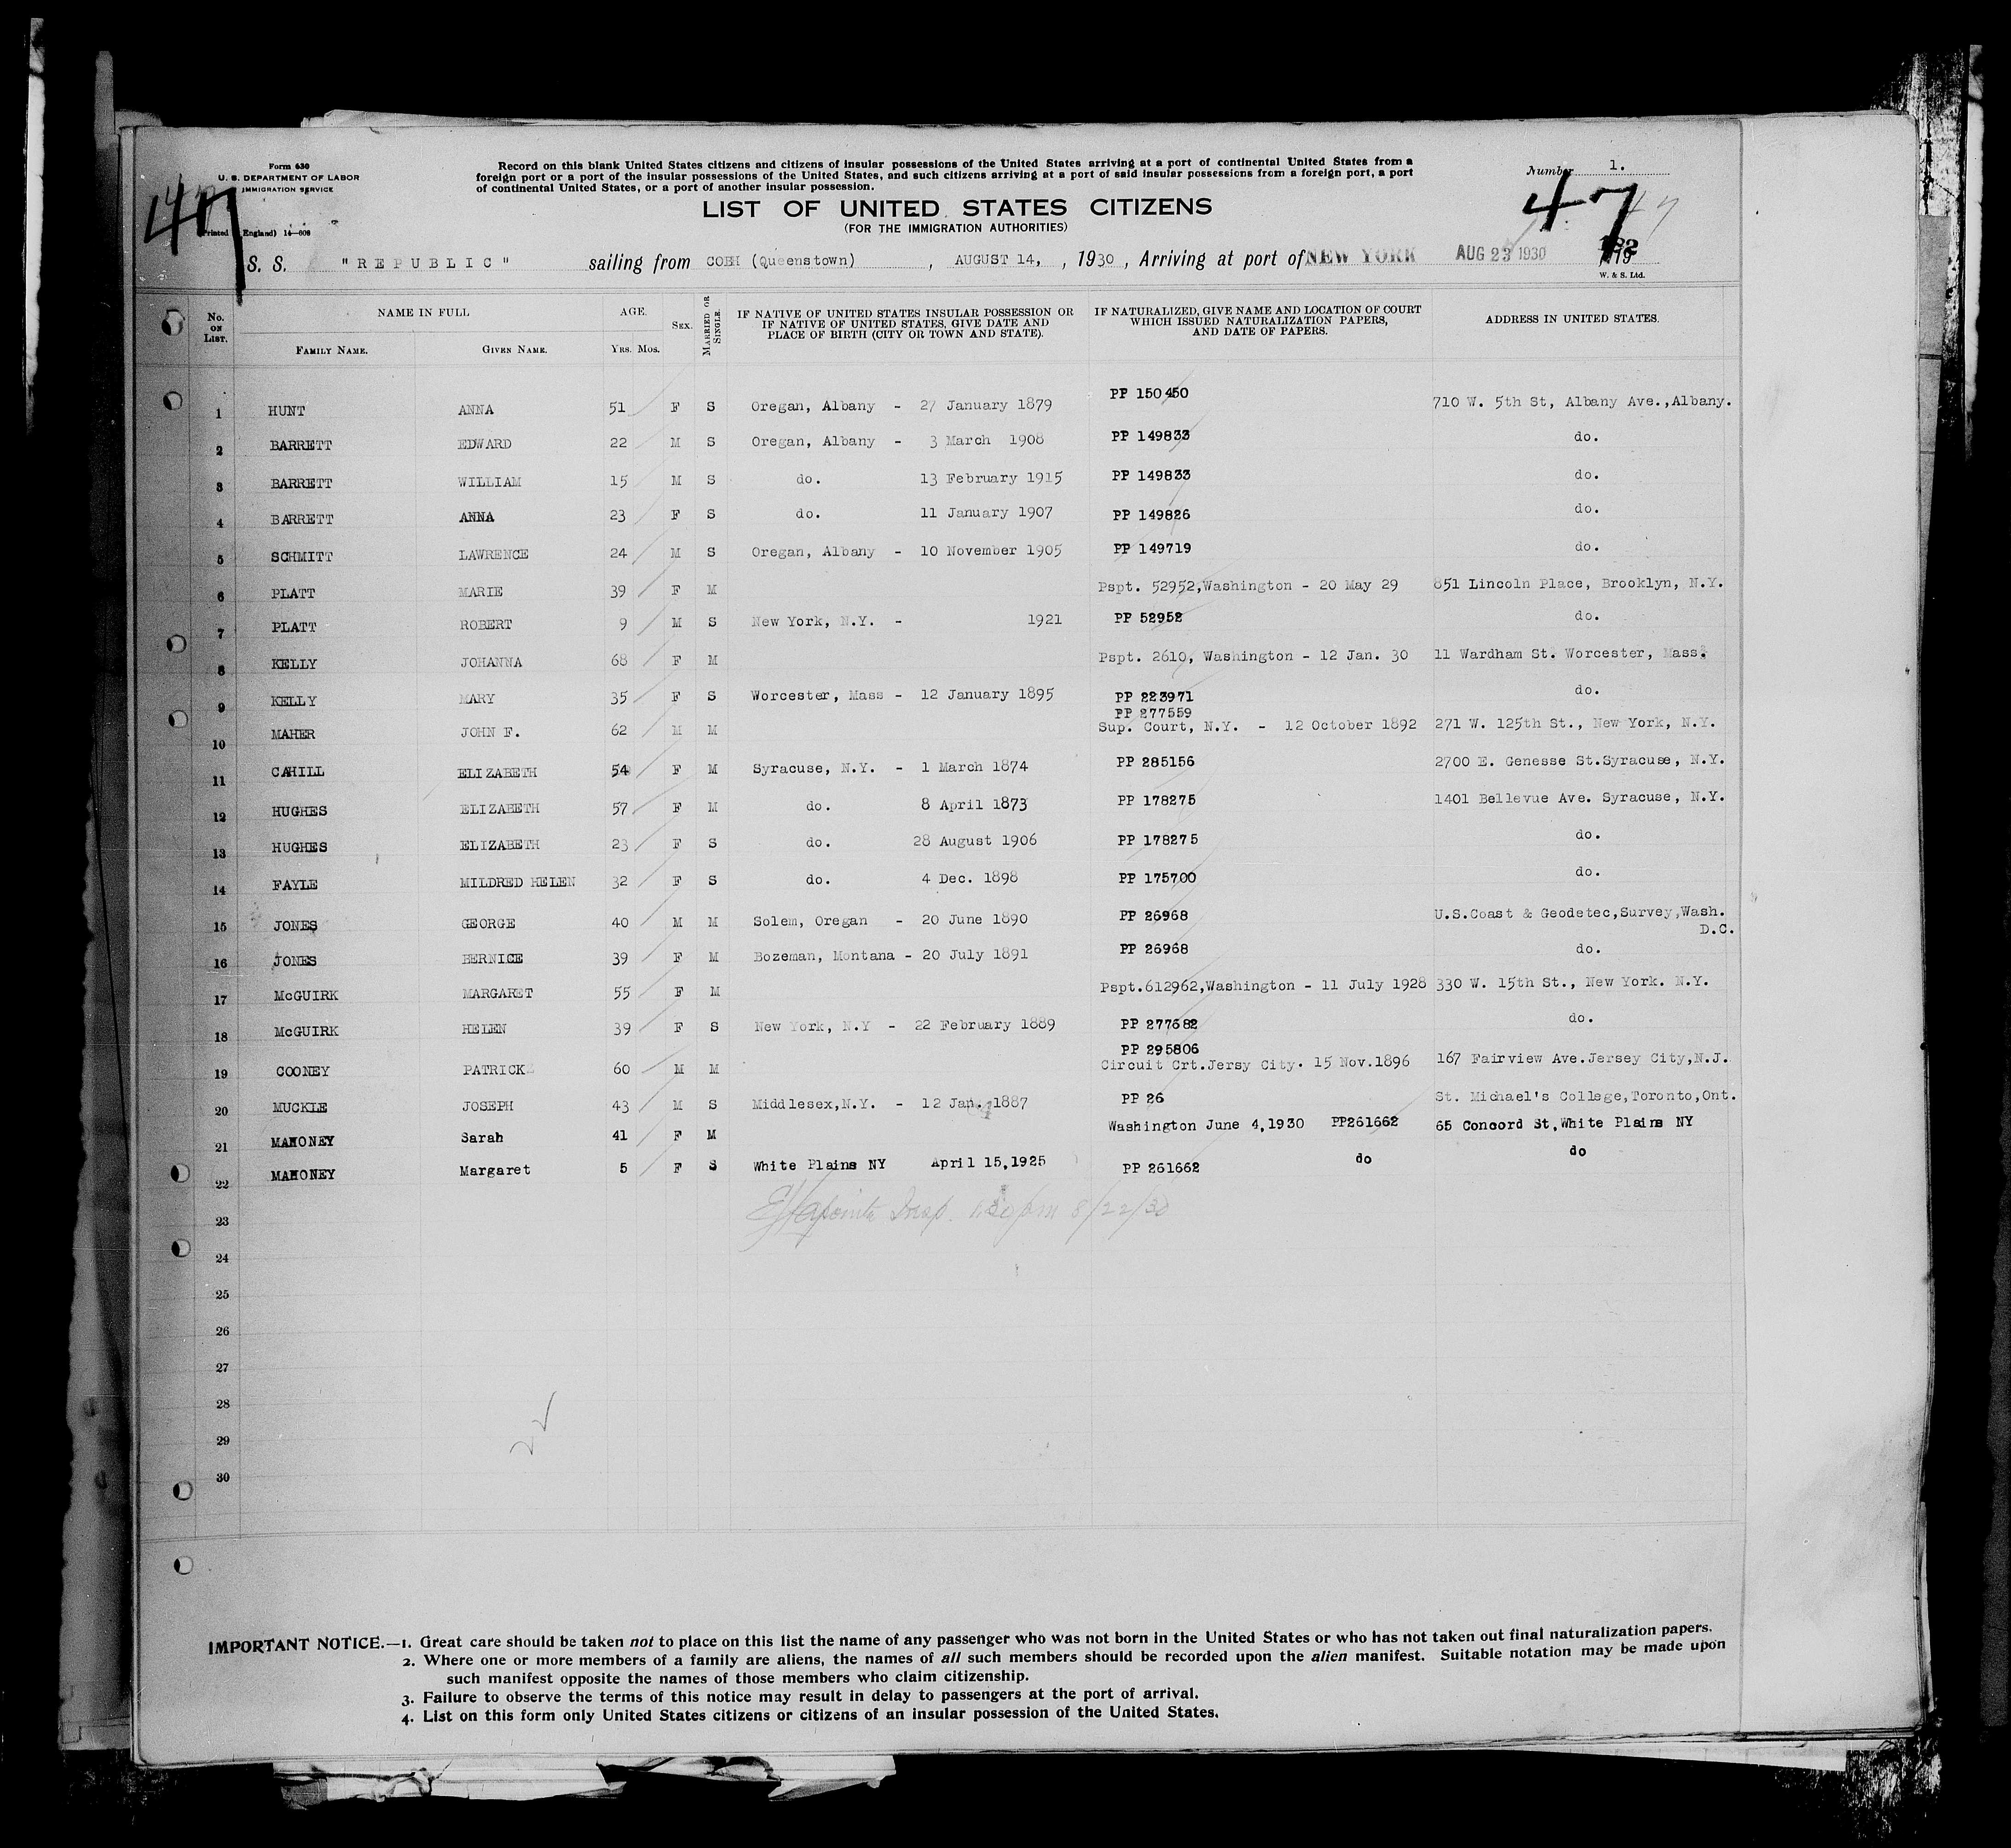 Form 630
U. S. DEPARTMENT OF LABOR
IMMIGRATION SERVICE
(Printed England) 14—608
Record on this blank United States citizens and citizens of insular possessions of the United States arriving at a port of continental United States from a
foreign port or a port of the insular possessions of the United States, and such citizens arriving at a port of said insular possessions from a foreign port, a port
of continental United States, or a port of another insular possession.
Number 1.
47 47
LIST OF UNITED STATES CITIZENS
(FOR THE IMMIGRATION AUTHORITIES)
S. S. "REPUBLIC" sailing from COBH (Queenstown), AUGUST 14, , 1930, Arriving at port of NEW YORK AUG 23 1930
W. & S. Ltd.
No. ON LIST. NAME IN FULL AGE. SEX. MARRIED OR SINGLE. IF NATIVE OF UNITED STATES INSULAR POSSESSION OR IF NATIVE OF UNITED STATES, GIVE DATE AND PLACE OF BIRTH (CITY OR TOWN AND STATE). IF NATURALIZED, GIVE NAME AND LOCATION OF COURT WHICH ISSUED NATURALIZATION PAPERS, AND DATE OF PAPERS. ADDRESS IN UNITED STATES.
FAMILY NAME. GIVEN NAME. YRS. MOS.
1 HUNT ANNA 51 F S Oregan, Albany - 27 January 1879 PP 150450 710 W. 5th St, Albany Ave.,Albany.
2 BARRETT EDWARD 22 M S Oregan, Albany - 3 March 1908 PP 149833 do.
3 BARRETT WILLIAM 15 M S do. 13 February 1915 PP 149833 do.
4 BARRETT ANNA 23 F S do. 11 January 1907 PP 149826 do.
5 SCHMITT LAWRENCE 24 M S Oregan, Albany - 10 November 1905 PP 149719 do.
6 PLATT MARIE 39 F M Pspt. 52952,Washington - 20 May 29 851 Lincoln Place, Brooklyn, N.Y.
7 PLATT ROBERT 9 M S New York, N.Y. - 1921 PP 52952 do.
8 KELLY JOHANNA 68 F M Pspt. 2610, Washington - 12 Jan. 30 11 Wardham St. Worcester, Mass.
9 KELLY MARY 35 F S Worcester, Mass - 12 January 1895 PP 223971 do.
PP 277559
10 MAHER JOHN F. 62 M M Sup. Court, N.Y. - 12 October 1892 271 W. 125th St., New York, N.Y.
11 CAHILL ELIZABETH 54 F M Syracuse, N.Y. - 1 March 1874 PP 285156 2700 E. Genesse St.Syracuse, N.Y.
12 HUGHES ELIZABETH 57 F M do. 8 April 1873 PP 178275 1401 Bellevue Ave. Syracuse, N.Y.
13 HUGHES ELIZABETH 23 F S do. 28 August 1906 PP 178275 do.
14 FAYLE MILDRED HELEN 32 F S do. 4 Dec. 1898 PP 175700 do.
15 JONES GEORGE 40 M M Solem, Oregan - 20 June 1890 PP 26968 U.S.Coast & Geodetec,Survey,Wash.
D.C.
16 JONES BERNICE 39 F M Bozeman, Montana - 20 July 1891 PP 26968 do.
17 McGUIRK MARGARET 55 F M Pspt.612962,Washington - 11 July 1928 330 W. 15th St., New York. N.Y.
18 McGUIRK HELEN 39 F S New York, N.Y - 22 February 1889 PP 277682 do.
PP 295806
19 COONEY PATRICK 60 M M Circuit Crt.Jersy City. 15 Nov.1896 167 Fairview Ave.Jersey City,N.J.
20 MUCKLE JOSEPH 43 M S Middlesex,N.Y. - 12 Jan. 1887 PP 26 St. Michael's College,Toronto,Ont.
21 MAHONEY Sarah 41 F M Washington June 4,1930 PP261662 65 Concord St,White Plains NY
22 MAHONEY Margaret 5 F S White Plains NY April 15,1925 PP 261662 do do
23
24
25
26
27
28
29
30
8/22/30
IMPORTANT NOTICE.—1. Great care should be taken not to place on this list the name of any passenger who was not born in the United States or who has not taken out final naturalization papers.
2. Where one or more members of a family are aliens, the names of all such members should be recorded upon the alien manifest. Suitable notation may be made upon
such manifest opposite the names of those members who claim citizenship.
3. Failure to observe the terms of this notice may result in delay to passengers at the port of arrival.
4. List on this form only United States citizens or citizens of an insular possession of the United States.